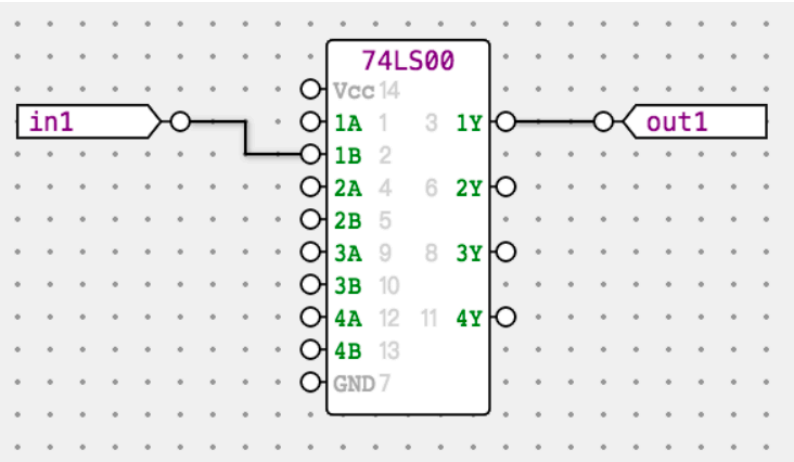 74LS00
Vcc 14
in1
1A 1 3 1Y
out1
1B 2
2A 4 6 2Y
2B 5
3A 9 8 3Y
3B 10
4A 12 11 4Y
4B 13
GND 7